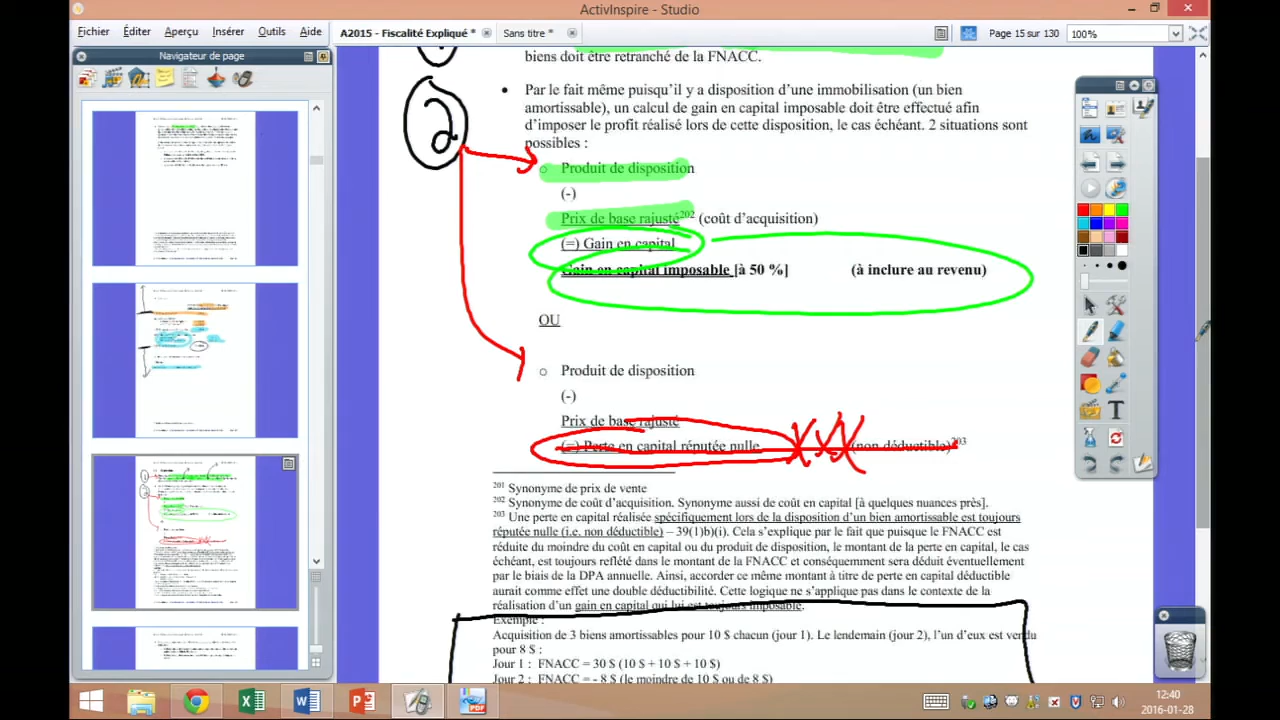 ActivInspire - Studio
Fichier Éditer Aperçu Insérer Outils Aide
A2015 - Fiscalité Expliqué * Sans titre * Page 15 sur 130 100%
Navigateur de page
biens doit être retranché de la FNACC.
2
• Par le fait même puisqu'il y a disposition d'une immobilisation (un bien
amortissable), un calcul de gain en capital imposable doit être effectué afin
d'imposer le profit réalisé lors de cette disposition, le cas échéant. 2 situations sont
possibles :
o Produit de disposition
(-)
Prix de base rajusté202 (coût d'acquisition)
(=) Gain en capital
Gain en capital imposable [à 50 %] (à inclure au revenu)
OU
o Produit de disposition
(-)
Prix de base rajusté
(=) Perte en capital réputée nulle (non déductible)203
201 Synonyme de prix de vente
202 Synonyme de coût d'acquisition. Synonyme aussi de coût en capital [à quelques nuances près].
203 Une perte en capital réalisée spécifiquement lors de la disposition d'un bien amortissable est toujours
réputée nulle (i.e. non déductible) – 39(1)b)(i). Cela s'explique par le fait que puisque le FNACC est
réduite du moindre du coût en capital ou du produit de disposition, le montant de la perte en capital, le cas
échéant, est toujours reflété dans le montant de la FNACC et conséquemment sera déduit éventuellement
par le biais de la DPA annuelle. Ainsi, accorder ce même montant à titre de perte en capital déductible
aurait comme effet une double déductibilité. Cette logique ne s'applique pas dans le contexte de la
réalisation d'un gain en capital qui lui est toujours imposable.
Exemple :
Acquisition de 3 biens amortissables pour 10 $ chacun (jour 1). Le lendemain (jour 2), l'un d'eux est vendu
pour 8 $ :
Jour 1 : FNACC = 30 $ (10 $ + 10 $ + 10 $)
Jour 2 : FNACC = - 8 $ (le moindre de 10 $ ou de 8 $)
12:40
2016-01-28